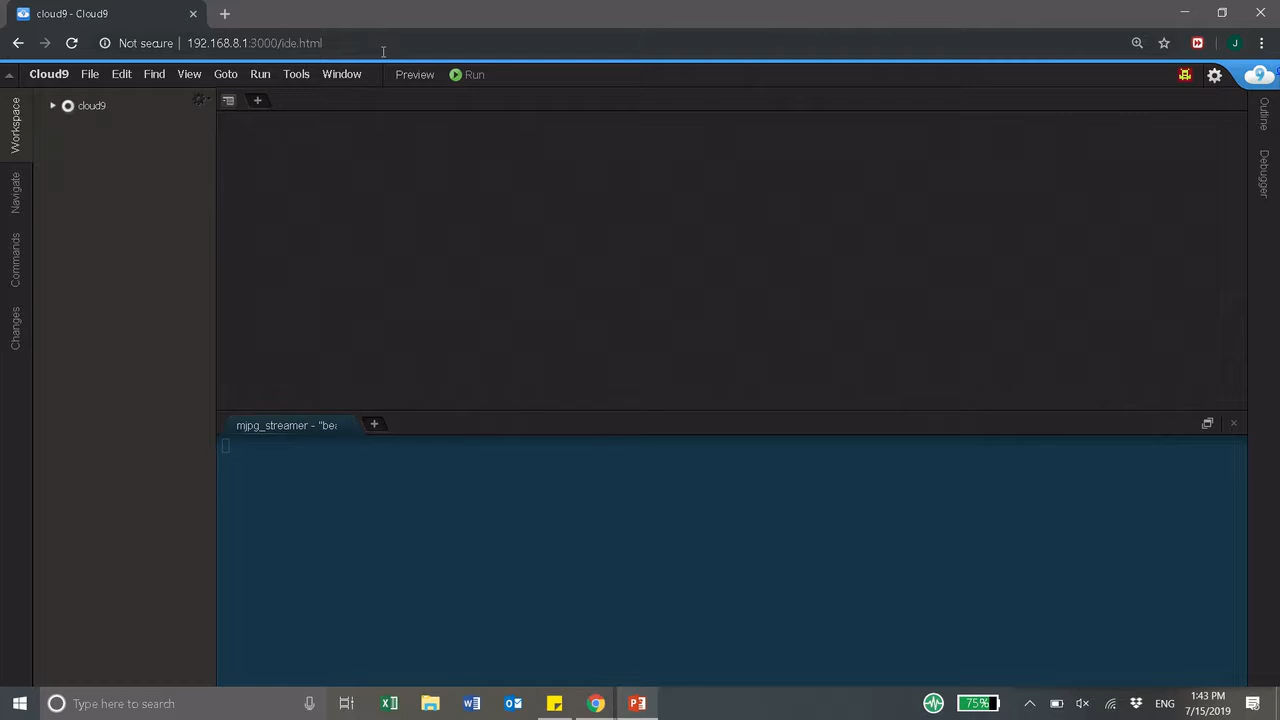 cloud9 - Cloud9
Not secure
192.168.8.1:3000/ide.html
J
Cloud9 File Edit Find View Goto Run Tools Window Preview Run
9
Workspace
Navigate
Commands
Changes
cloud9
Outline
Debugger
mjpg_streamer - "bea
Type here to search
75%
ENG
1:43 PM
7/15/2019